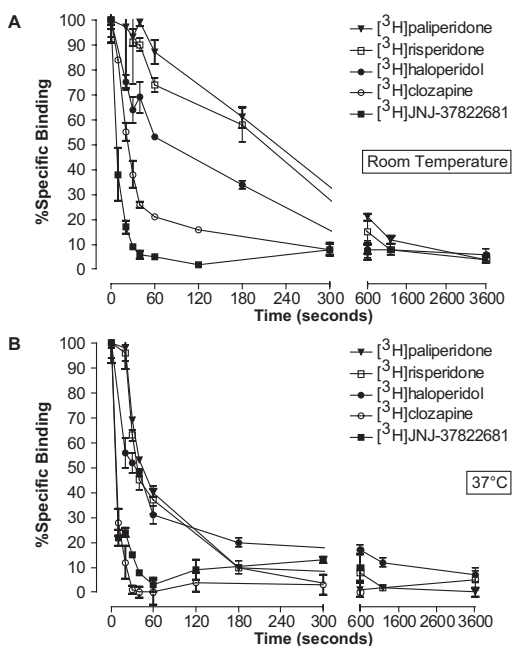 A
[³H]paliperidone
[³H]risperidone
[³H]haloperidol
[³H]clozapine
[³H]JNJ-37822681
Room Temperature
%Specific Binding
100
90
80
70
60
50
40
30
20
10
0
0 60 120 180 240 300 600 1600 2600 3600
Time (seconds)
B
[³H]paliperidone
[³H]risperidone
[³H]haloperidol
[³H]clozapine
[³H]JNJ-37822681
37°C
%Specific Binding
100
90
80
70
60
50
40
30
20
10
0
0 60 120 180 240 300 600 1600 2600 3600
Time (seconds)